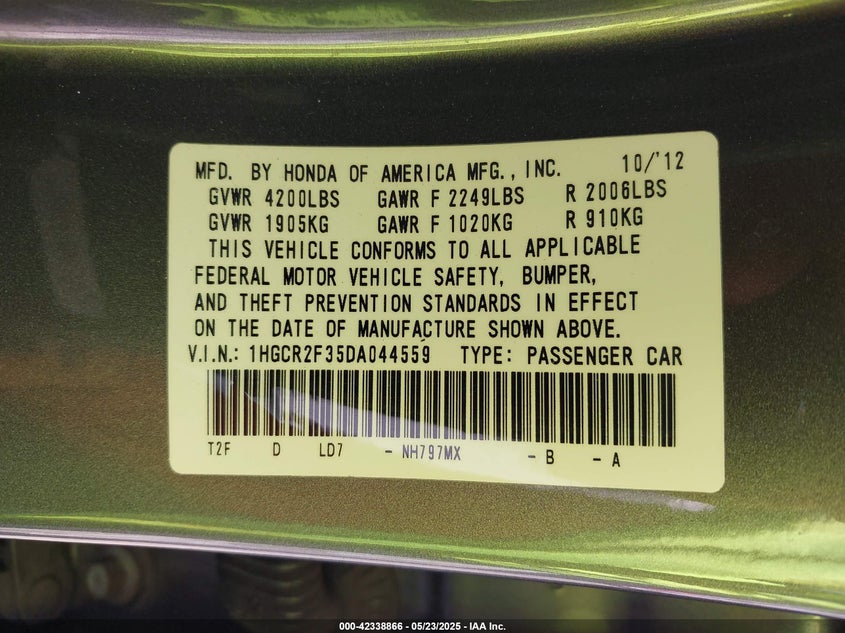 MFD. BY HONDA OF AMERICA MFG., INC. 10/'12
GVWR 4200LBS GAWR F 2249LBS R 2006LBS
GVWR 1905KG GAWR F 1020KG R 910KG
THIS VEHICLE CONFORMS TO ALL APPLICABLE
FEDERAL MOTOR VEHICLE SAFETY, BUMPER,
AND THEFT PREVENTION STANDARDS IN EFFECT
ON THE DATE OF MANUFACTURE SHOWN ABOVE.
V.I.N.: 1HGCR2F35DA044559 TYPE: PASSENGER CAR
T2F D LD7 - NH797MX - B - A
000-42338866 - 05/23/2025 - IAA Inc.